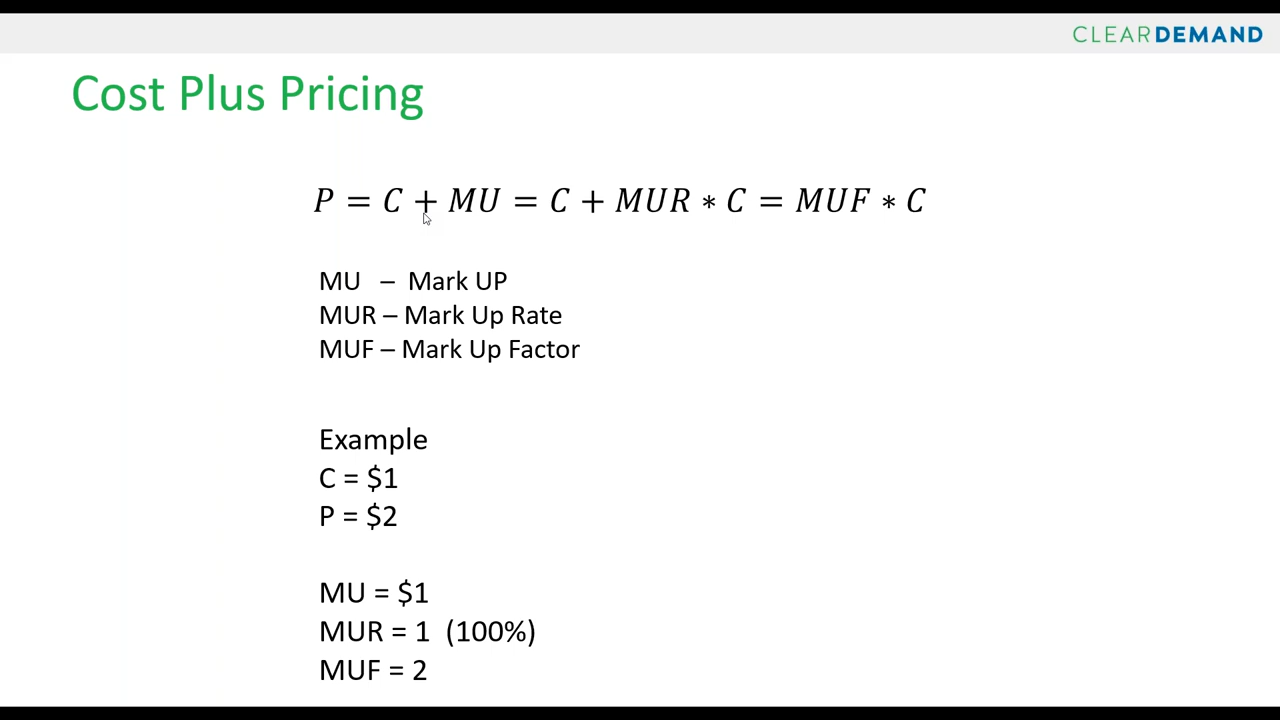 CLEARDEMAND
Cost Plus Pricing
P = C + MU = C + MUR * C = MUF * C
MU – Mark UP
MUR – Mark Up Rate
MUF – Mark Up Factor
Example
C = $1
P = $2
MU = $1
MUR = 1 (100%)
MUF = 2